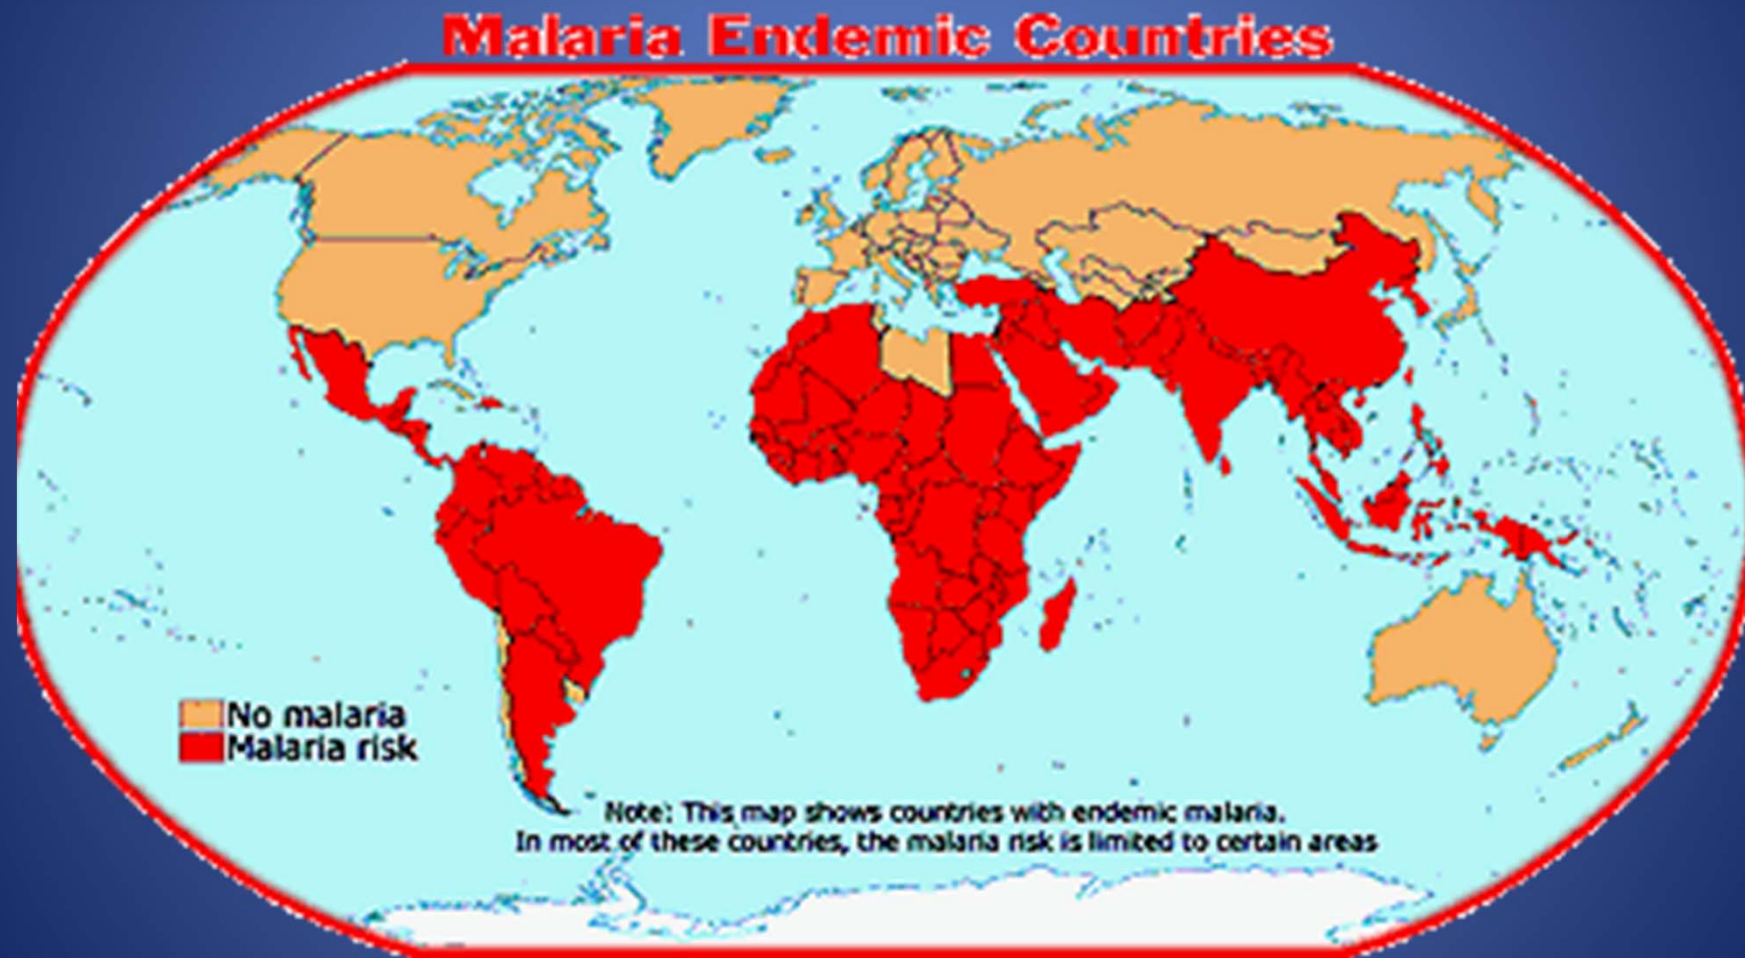 Malaria Endemic Countries
No malaria
Malaria risk
Note: This map shows countries with endemic malaria.
In most of these countries, the malaria risk is limited to certain areas